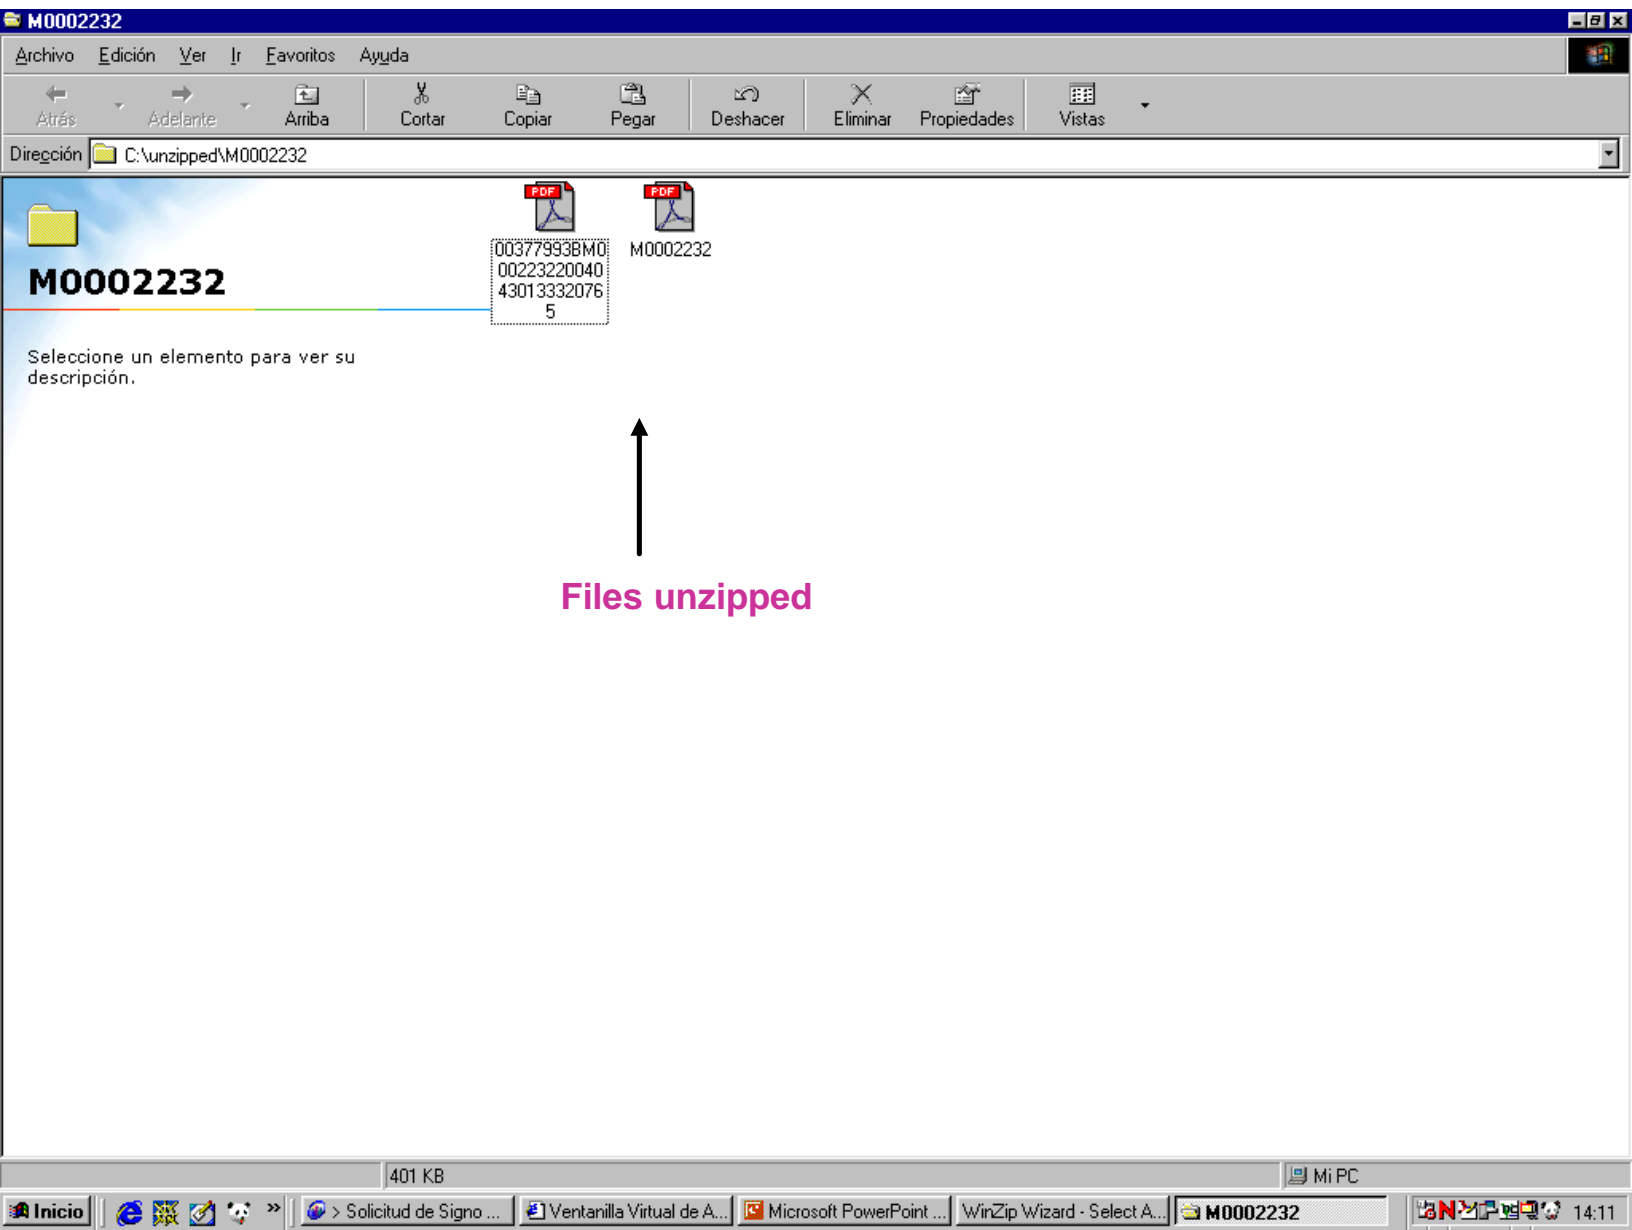 M0002232
Archivo Edición Ver Ir Favoritos Ayuda
Atrás Adelante Arriba Cortar Copiar Pegar Deshacer Eliminar Propiedades Vistas
Dirección C:\unzipped\M0002232
PDF PDF
00377993BM0
00223220040
43013332076
5
M0002232
M0002232
Seleccione un elemento para ver su
descripción.
Files unzipped
401 KB Mi PC
Inicio » > Solicitud de Signo ... Ventanilla Virtual de A... Microsoft PowerPoint ... WinZip Wizard - Select A... M0002232 14:11